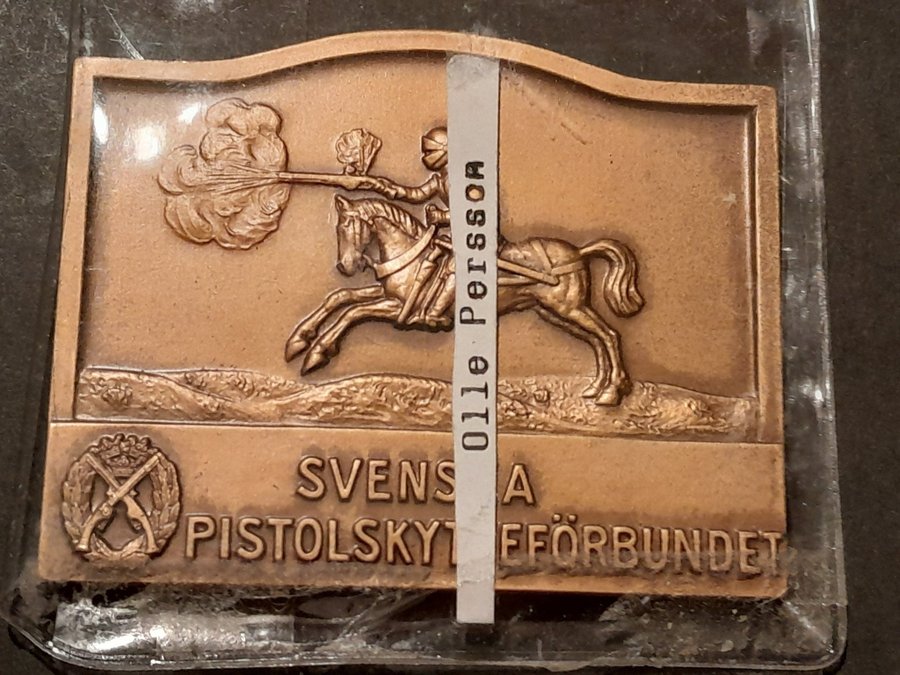 Olle Persson
SVENS A
PISTOLSKYT EFÖRBUNDET